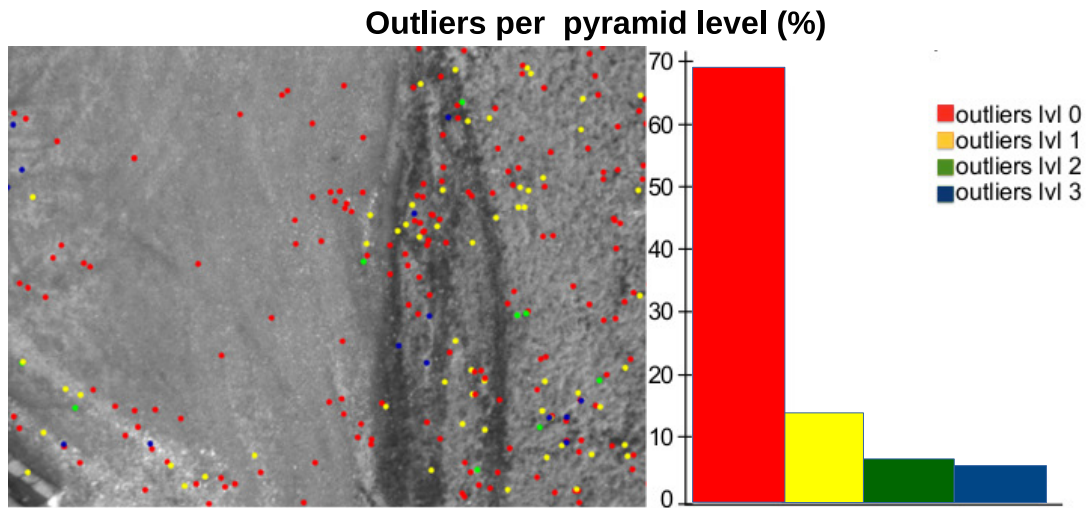 Outliers per pyramid level (%)
70
60
50
40
30
20
10
0
outliers lvl 0
outliers lvl 1
outliers lvl 2
outliers lvl 3